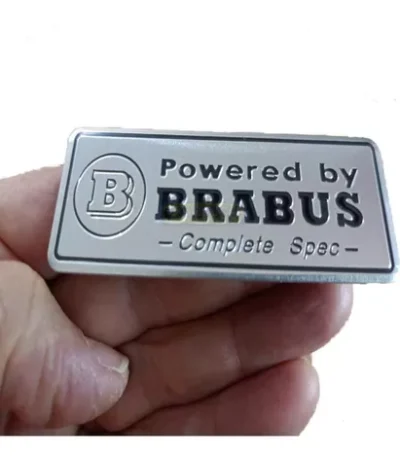 B
Powered by
BRABUS
– Complete Spec –